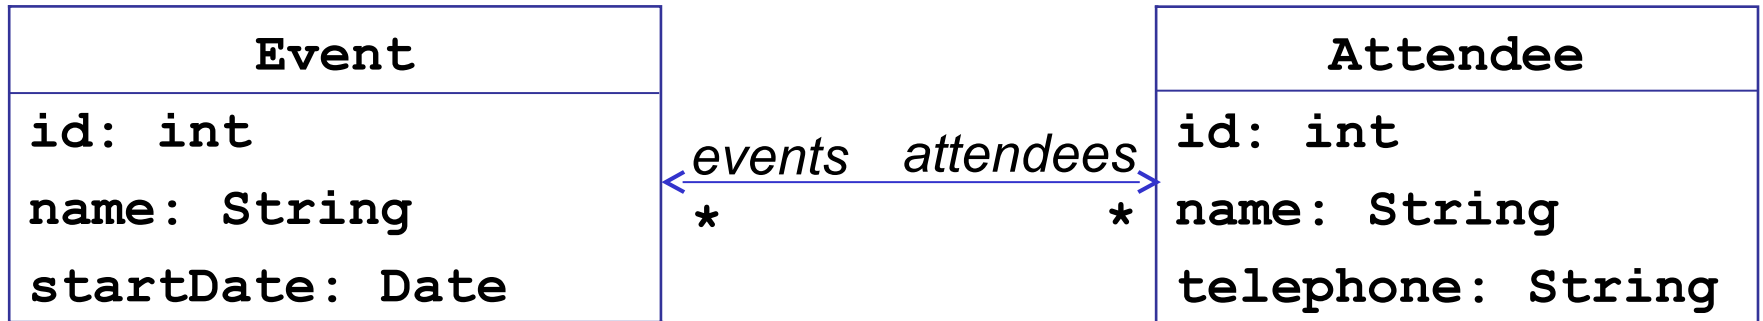 Event
id: int
name: String
startDate: Date
events attendees
* *
Attendee
id: int
name: String
telephone: String